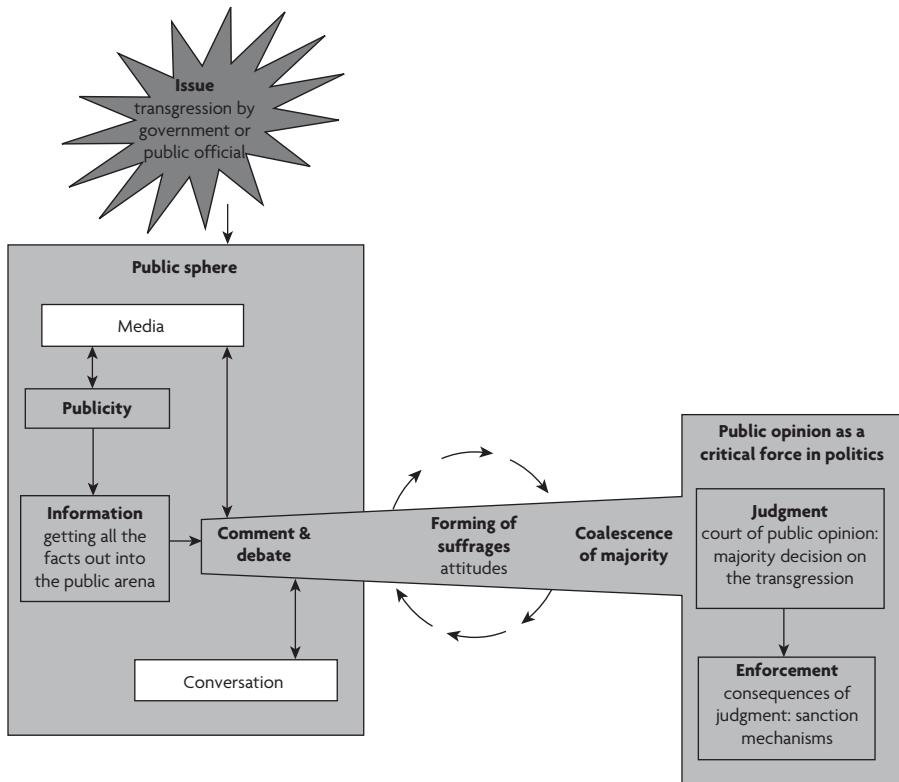 Issue
transgression by
government or
public official
Public sphere
Media
Publicity
Information
getting all the
facts out into
the public arena
Comment &
debate
Conversation
Forming of
suffrages
attitudes
Coalescence
of majority
Public opinion as a
critical force in politics
Judgment
court of public opinion:
majority decision on
the transgression
Enforcement
consequences of
judgment: sanction
mechanisms